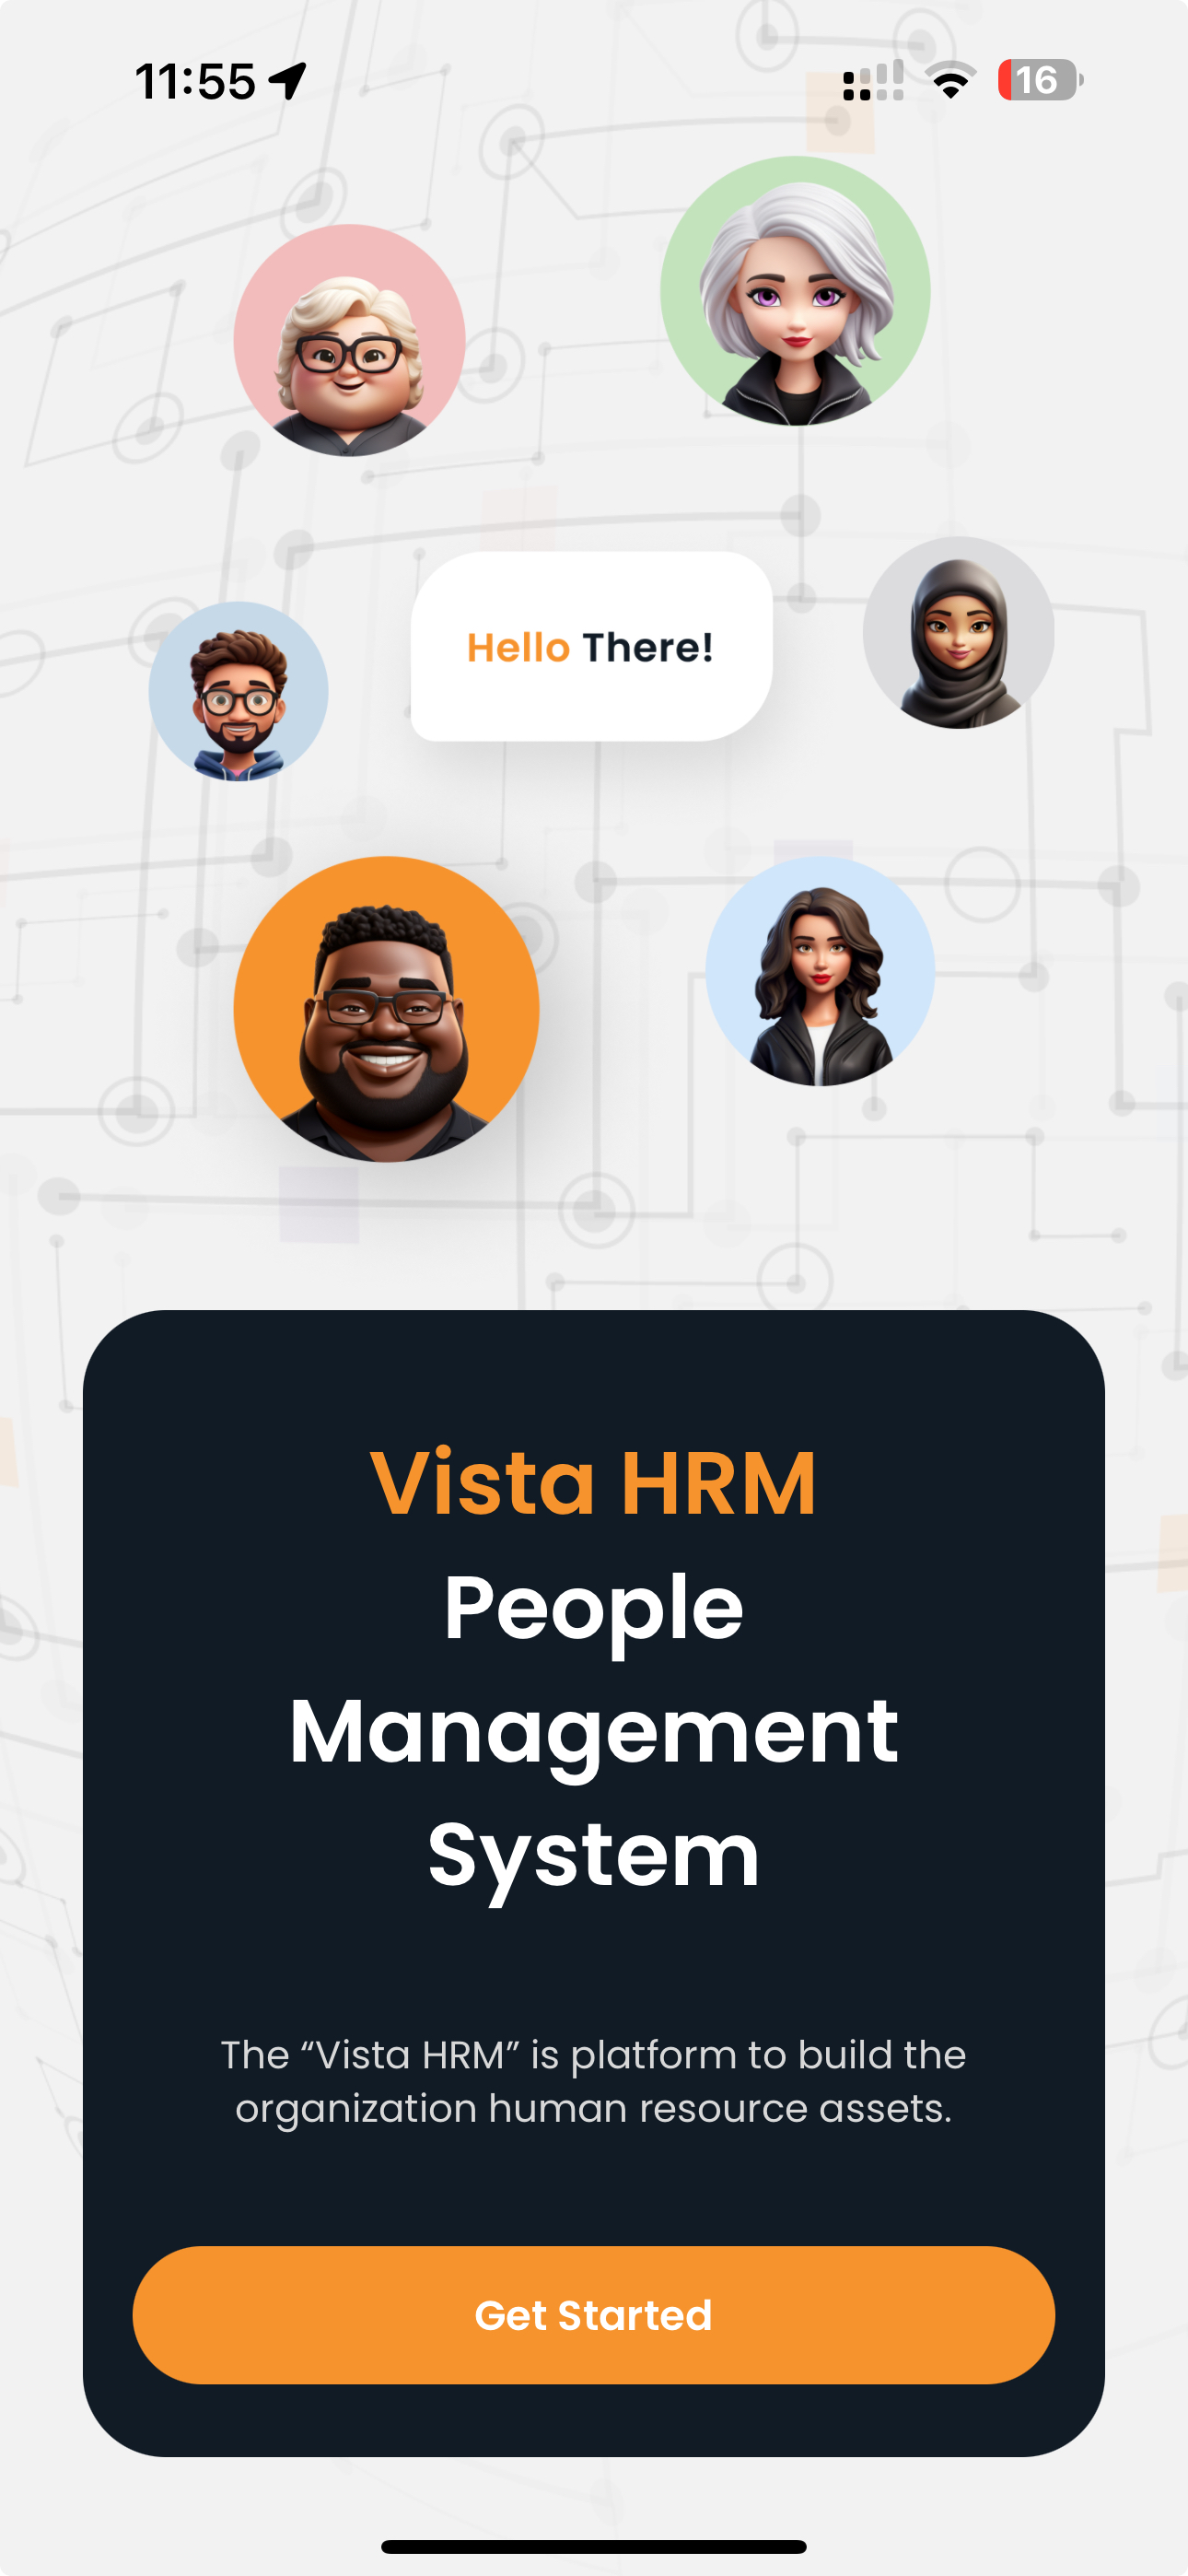 11:55
16
Hello There!
Vista HRM
People
Management
System
The “Vista HRM” is platform to build the
organization human resource assets.
Get Started